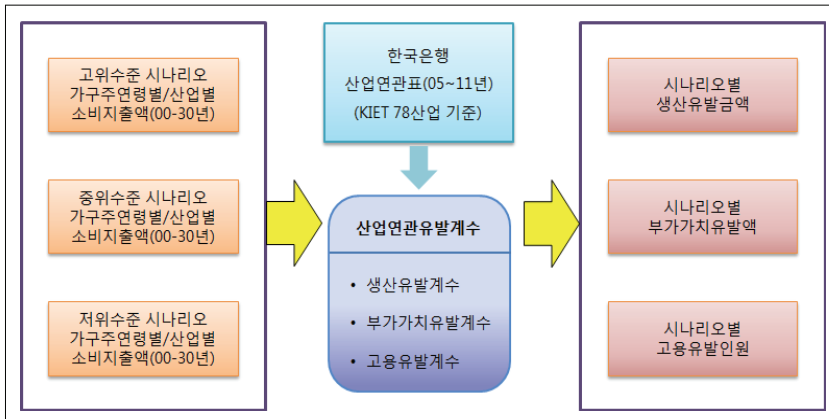 고위수준 시나리오
가구주연령별/산업별
소비지출액(00-30년)
중위수준 시나리오
가구주연령별/산업별
소비지출액(00-30년)
저위수준 시나리오
가구주연령별/산업별
소비지출액(00-30년)
한국은행
산업연관표(05~11년)
(KIET 78산업 기준)
산업연관유발계수
• 생산유발계수
• 부가가치유발계수
• 고용유발계수
시나리오별
생산유발금액
시나리오별
부가가치유발액
시나리오별
고용유발인원